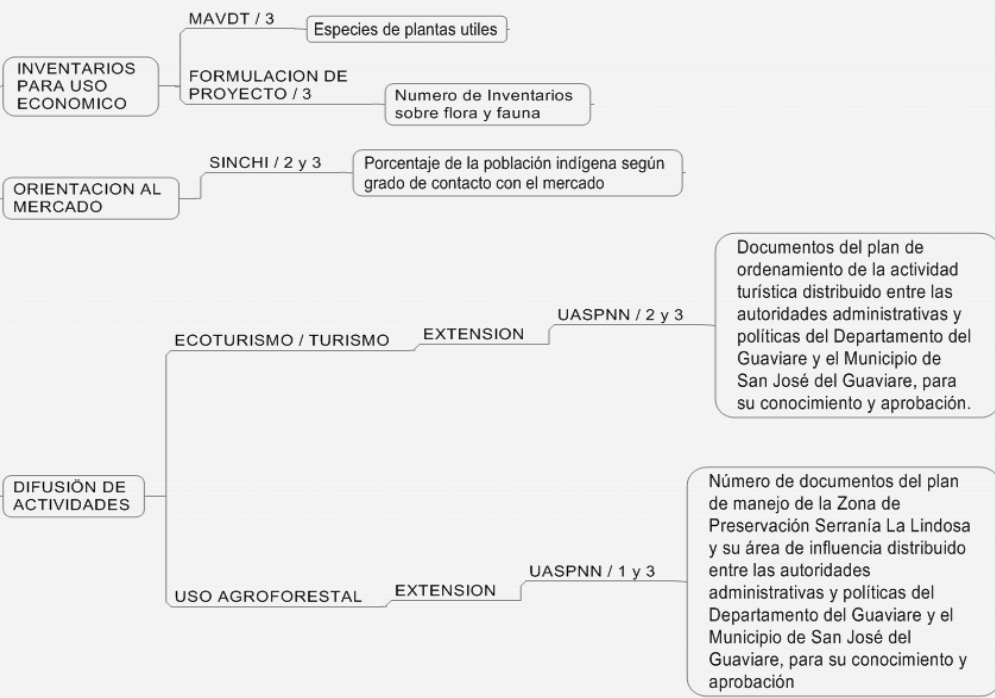 MAVDT / 3
Especies de plantas utiles
INVENTARIOS
PARA USO
ECONOMICO
FORMULACION DE
PROYECTO / 3
Numero de Inventarios
sobre flora y fauna
SINCHI / 2 y 3
Porcentaje de la población indígena según
grado de contacto con el mercado
ORIENTACION AL
MERCADO
Documentos del plan de
ordenamiento de la actividad
turística distribuido entre las
autoridades administrativas y
políticas del Departamento del
Guaviare y el Municipio de
San José del Guaviare, para
su conocimiento y aprobación.
UASPNN / 2 y 3
EXTENSION
ECOTURISMO / TURISMO
DIFUSIÖN DE
ACTIVIDADES
Número de documentos del plan
de manejo de la Zona de
Preservación Serranía La Lindosa
y su área de influencia distribuido
entre las autoridades
administrativas y políticas del
Departamento del Guaviare y el
Municipio de San José del
Guaviare, para su conocimiento y
aprobación
UASPNN / 1 y 3
EXTENSION
USO AGROFORESTAL